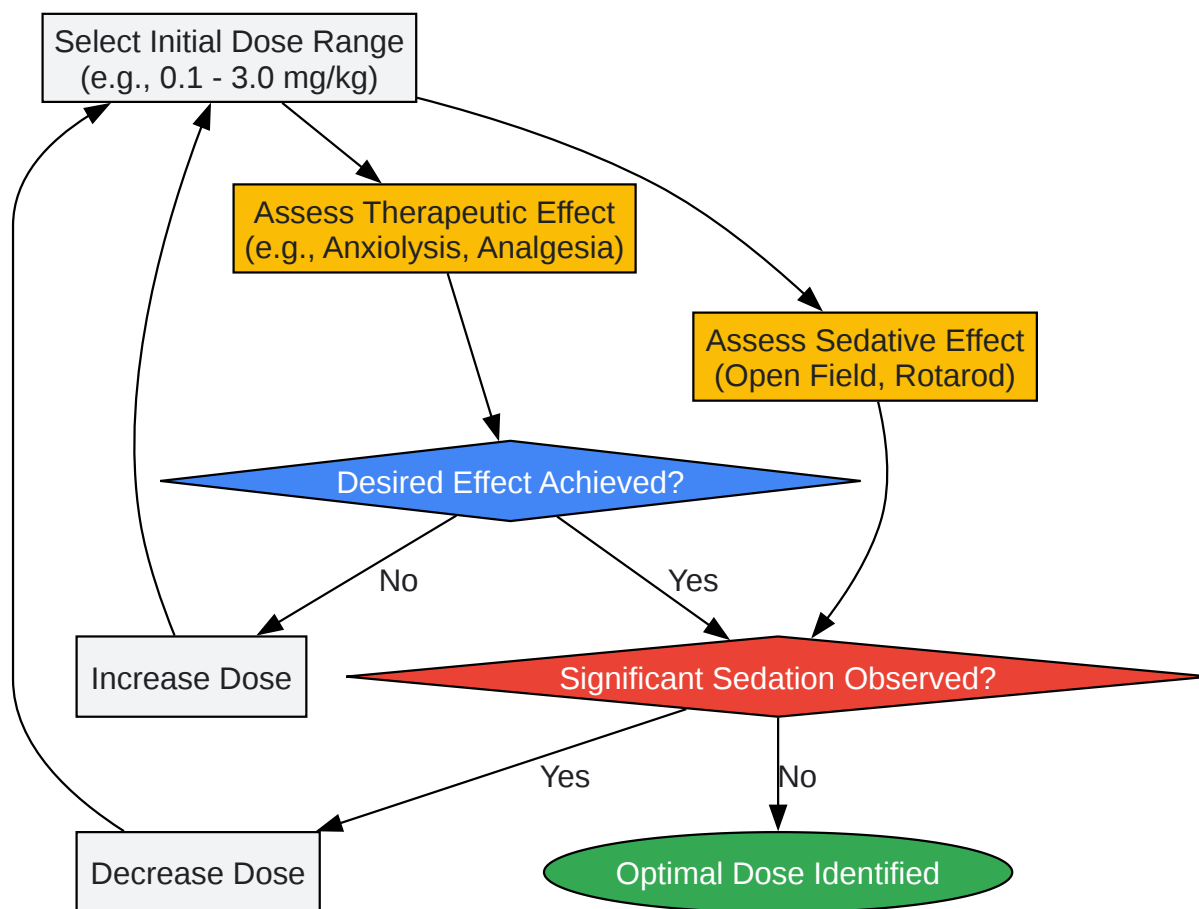 Select Initial Dose Range
(e.g., 0.1 - 3.0 mg/kg)
Assess Therapeutic Effect
(e.g., Anxiolysis, Analgesia)
Assess Sedative Effect
(Open Field, Rotarod)
Desired Effect Achieved?
No
Yes
Increase Dose
Significant Sedation Observed?
Yes
No
Decrease Dose
Optimal Dose Identified